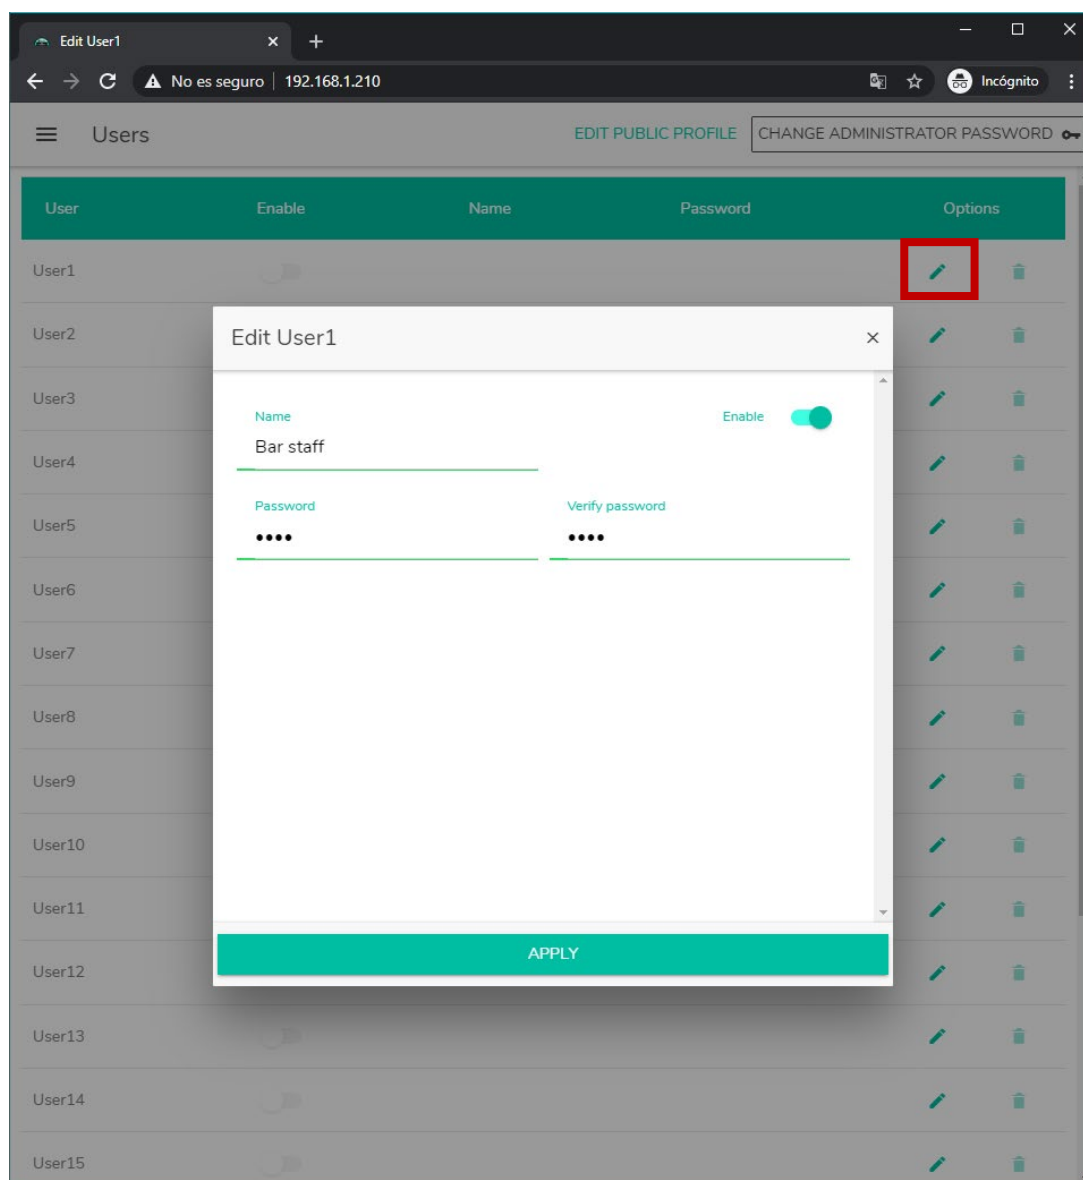 Edit User1
No es seguro | 192.168.1.210 Incógnito
Users EDIT PUBLIC PROFILE CHANGE ADMINISTRATOR PASSWORD
User Enable Name Password Options
User1
User2
Edit User1
User3
Name Enable
Bar staff
User4
Password Verify password
User5
•••• ••••
User6
User7
User8
User9
User10
User11
APPLY
User12
User13
User14
User15